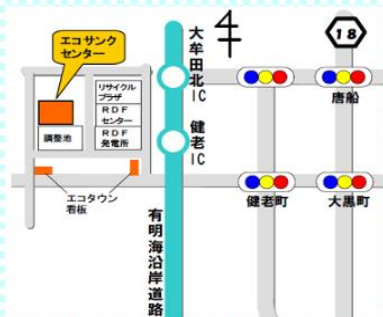 エコサンク
センター
リサイクル
プラザ
RDF
センター
RDF
発電所
調整池
エコタウン
看板
大牟田北IC
健老IC
有明海沿岸道路
18
唐船
健老町
大黒町